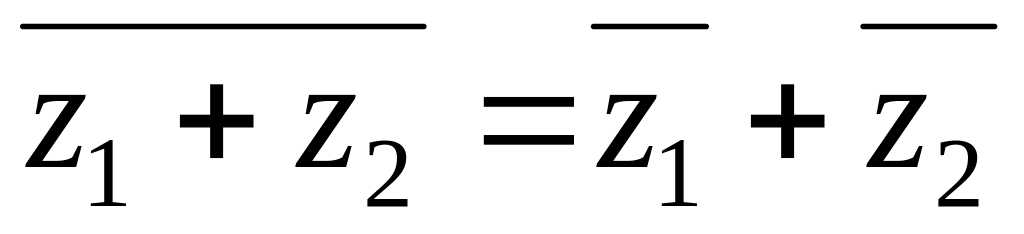 $\overline{z_1 + z_2} = \overline{z_1} + \overline{z_2}$